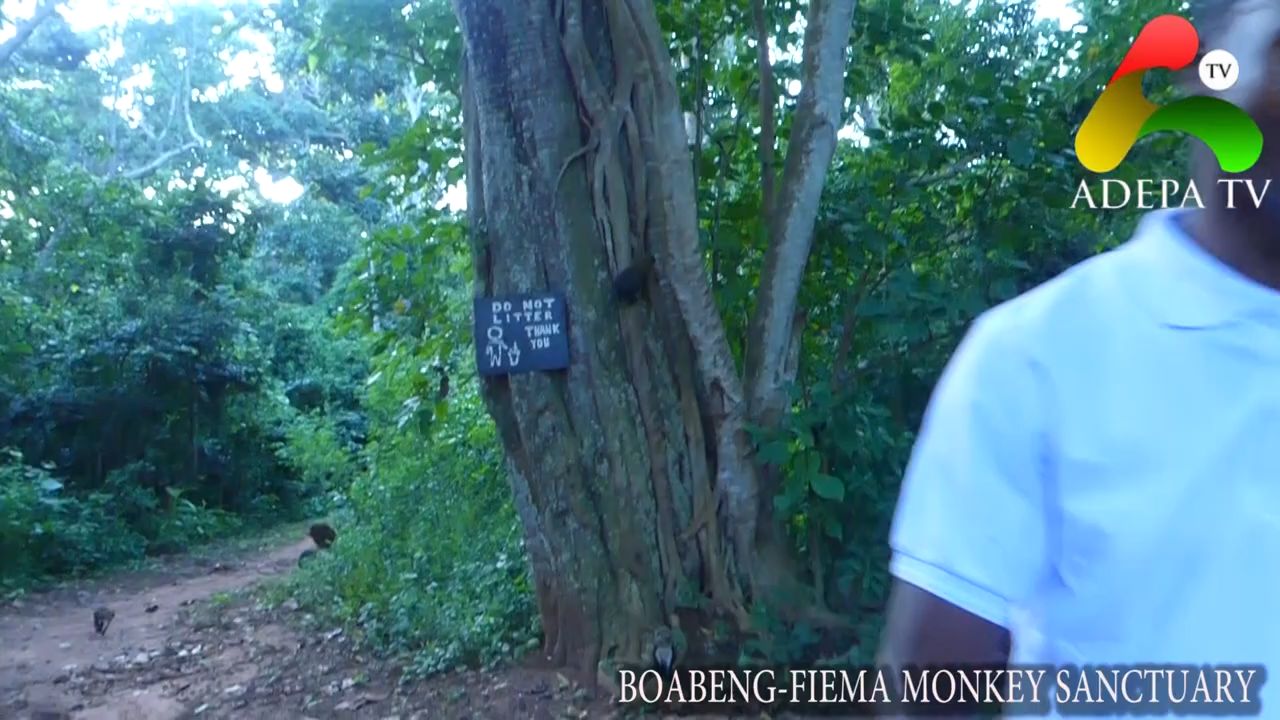 TV
ADEPA TV
DO NOT
LITTER
THANK
YOU
BOABENG-FIEMA MONKEY SANCTUARY